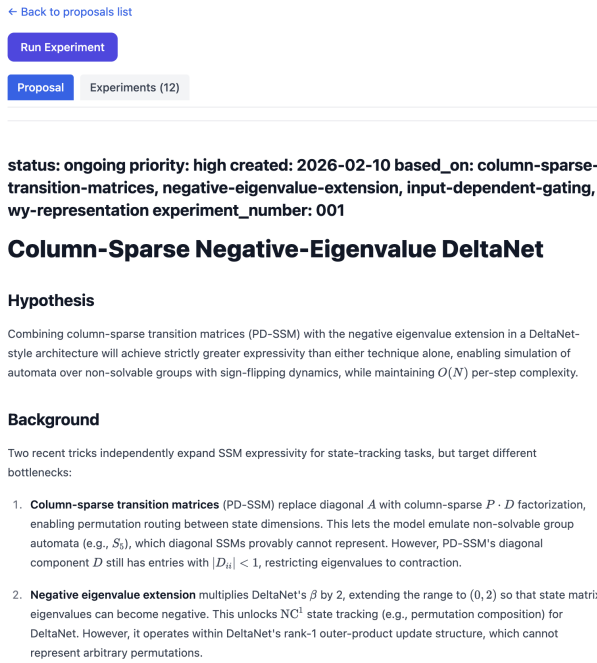 ← Back to proposals list
Run Experiment
Proposal Experiments (12)
status: ongoing priority: high created: 2026-02-10 based_on: column-sparse-
transition-matrices, negative-eigenvalue-extension, input-dependent-gating,
wy-representation experiment_number: 001
Column-Sparse Negative-Eigenvalue DeltaNet
Hypothesis
Combining column-sparse transition matrices (PD-SSM) with the negative eigenvalue extension in a DeltaNet-
style architecture will achieve strictly greater expressivity than either technique alone, enabling simulation of
automata over non-solvable groups with sign-flipping dynamics, while maintaining O(N) per-step complexity.
Background
Two recent tricks independently expand SSM expressivity for state-tracking tasks, but target different
bottlenecks:
1. Column-sparse transition matrices (PD-SSM) replace diagonal A with column-sparse P · D factorization,
enabling permutation routing between state dimensions. This lets the model emulate non-solvable group
automata (e.g., S₅), which diagonal SSMs provably cannot represent. However, PD-SSM's diagonal
component D still has entries with |Dᵢᵢ| < 1, restricting eigenvalues to contraction.
2. Negative eigenvalue extension multiplies DeltaNet's β by 2, extending the range to (0, 2) so that state matrix
eigenvalues can become negative. This unlocks NC¹ state tracking (e.g., permutation composition) for
DeltaNet. However, it operates within DeltaNet's rank-1 outer-product update structure, which cannot
represent arbitrary permutations.